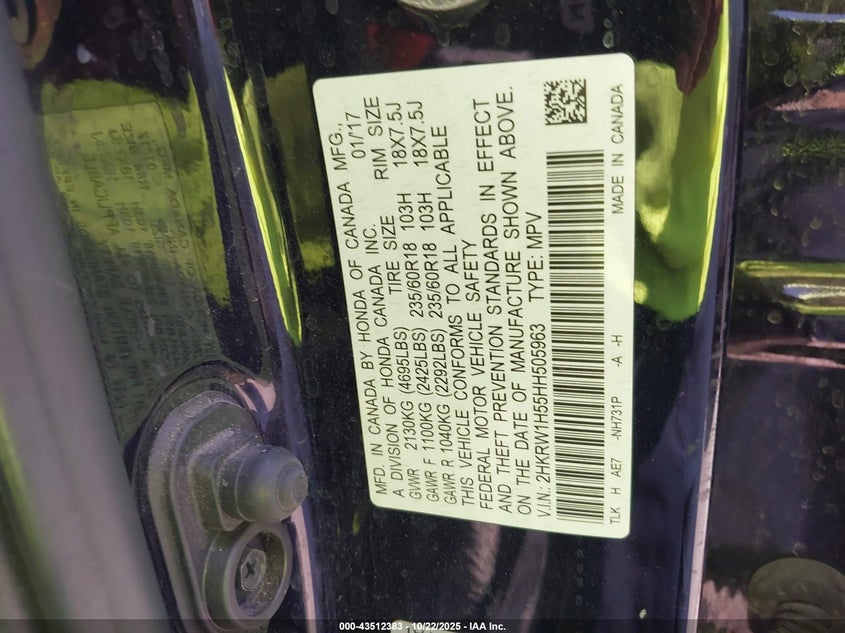 MFD. IN CANADA BY HONDA OF CANADA MFG.,
A DIVISION OF HONDA CANADA INC. 01/17
TIRE SIZE RIM SIZE
GVWR 2130KG (4695LBS)
GAWR F 1100KG (2425LBS) 235/60R18 103H 18X7.5J
GAWR R 1040KG (2292LBS) 235/60R18 103H 18X7.5J
THIS VEHICLE CONFORMS TO ALL APPLICABLE
FEDERAL MOTOR VEHICLE SAFETY
AND THEFT PREVENTION STANDARDS IN EFFECT
ON THE DATE OF MANUFACTURE SHOWN ABOVE.
V.I.N. 2HKRW1H55HH505963 TYPE: MPV
TLK H AE7 -NH731P -A -H MADE IN CANADA
000-43512383 - 10/22/2025 - IAA Inc.